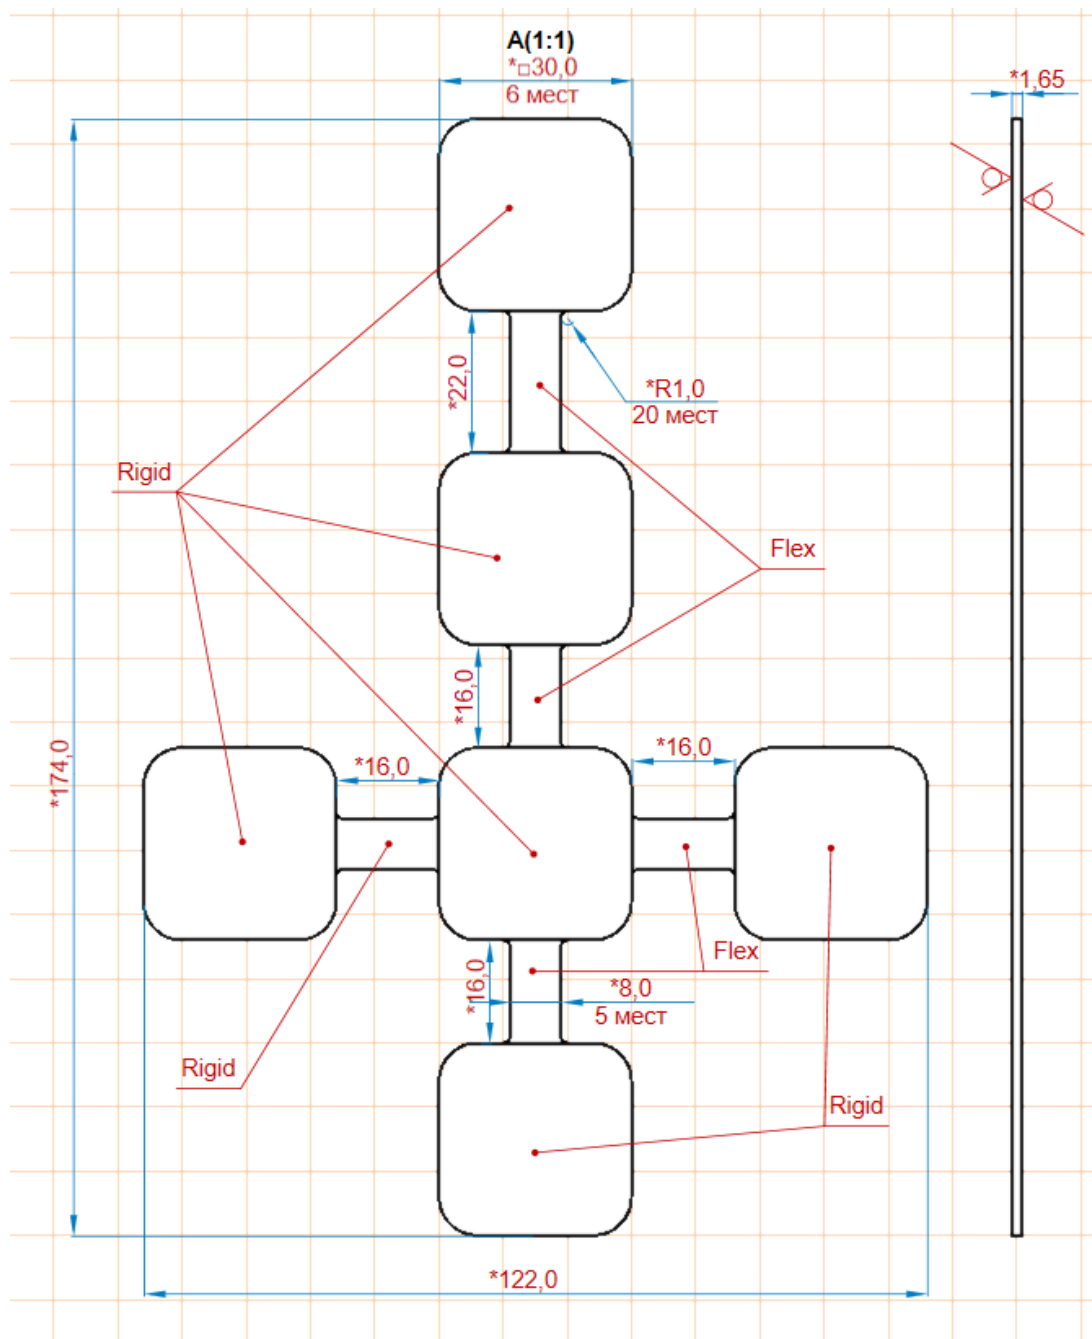 A(1:1)
*□30,0
6 мест
*1,65
*22,0
*R1,0
20 мест
Rigid
Flex
*16,0
*174,0
*16,0
*16,0
Flex
*16,0
*8,0
5 мест
Rigid
Rigid
*122,0